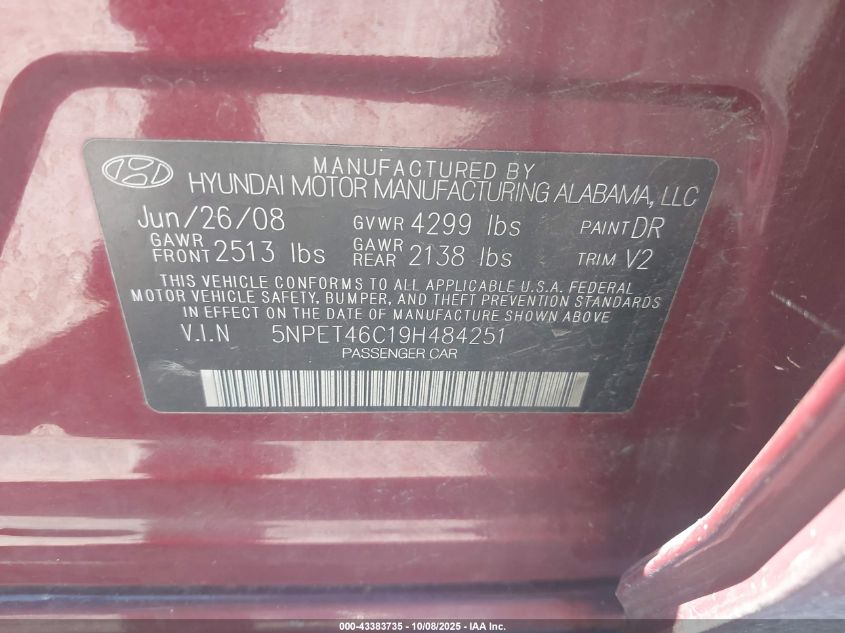 MANUFACTURED BY
HYUNDAI MOTOR MANUFACTURING ALABAMA, LLC
Jun/26/08 GVWR 4299 lbs PAINT DR
GAWR FRONT 2513 lbs GAWR REAR 2138 lbs TRIM V2
THIS VEHICLE CONFORMS TO ALL APPLICABLE U.S.A. FEDERAL
MOTOR VEHICLE SAFETY, BUMPER, AND THEFT PREVENTION STANDARDS
IN EFFECT ON THE DATE OF MANUFACTURE SHOWN ABOVE.
V.I.N 5NPET46C19H484251
PASSENGER CAR
000-43383735 - 10/08/2025 - IAA Inc.